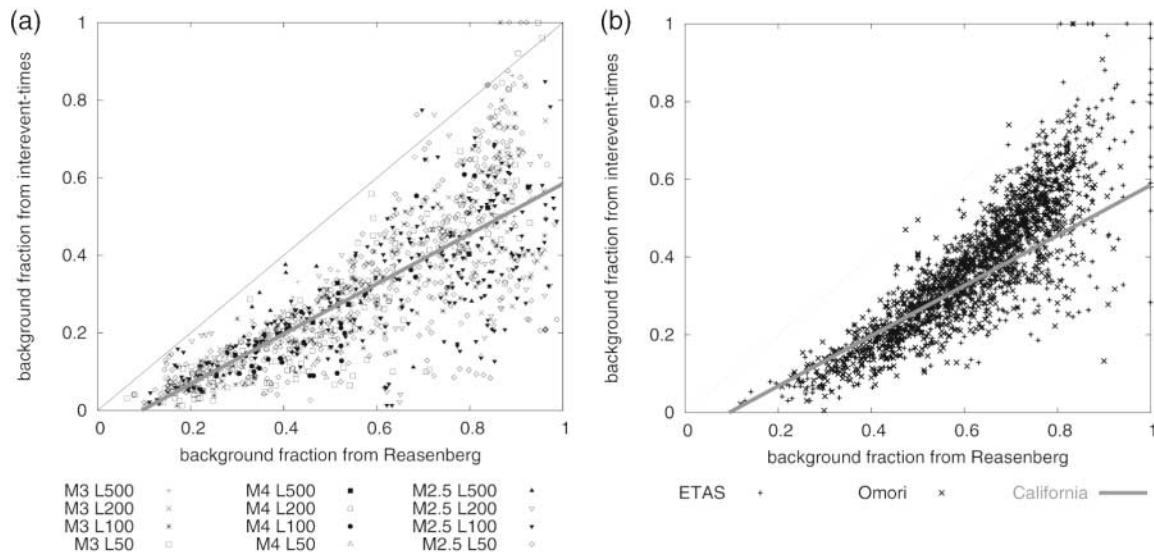 (a)
background fraction from interevent-times
1
0.8
0.6
0.4
0.2
0
0 0.2 0.4 0.6 0.8 1
background fraction from Reasenberg
M3 L500 M4 L500 M2.5 L500
M3 L200 M4 L200 M2.5 L200
M3 L100 M4 L100 M2.5 L100
M3 L50 M4 L50 M2.5 L50
(b)
background fraction from interevent-times
1
0.8
0.6
0.4
0.2
0
0 0.2 0.4 0.6 0.8 1
background fraction from Reasenberg
ETAS Omori California